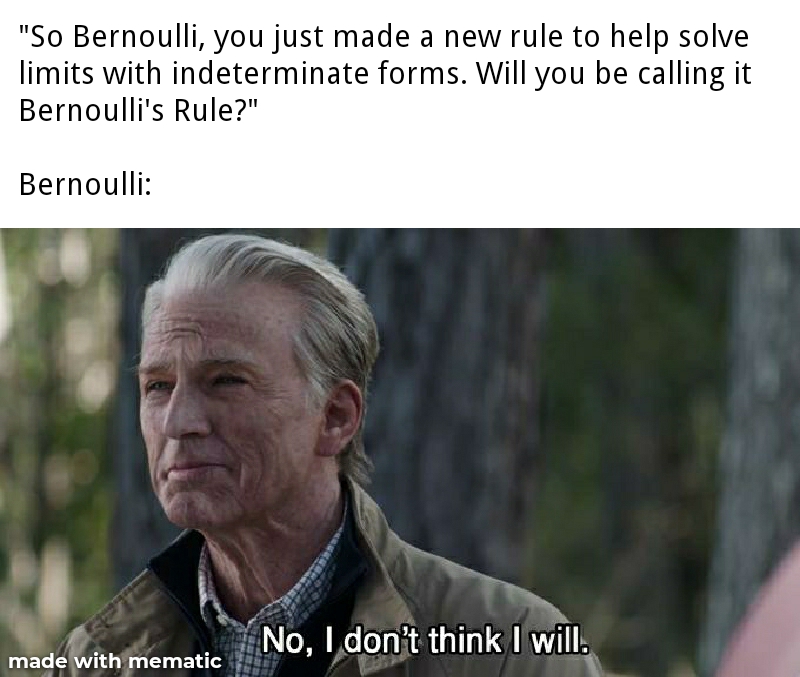 "So Bernoulli, you just made a new rule to help solve
limits with indeterminate forms. Will you be calling it
Bernoulli's Rule?"
Bernoulli:
No, I don't think I will.
made with mematic